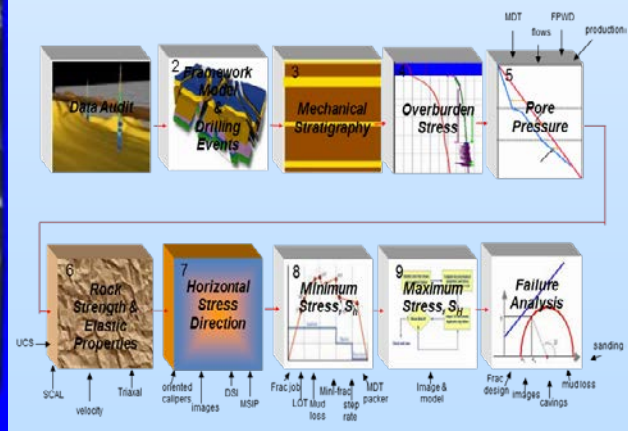 MDT
FPWD
flows
production
Data Audit
2
Framework
Model
&
Drilling
Events
3
Mechanical
Stratigraphy
Overburden
Stress
5
Pore
Pressure
6
Rock
Strength &
Elastic
Properties
7
Horizontal
Stress
Direction
8
Minimum
Stress, Sh
9
Maximum
Stress, SH
Failure
Analysis
UCS
SCAL
velocity
Triaxal
oriented
calipers
images
DSI
MSIP
Frac job
LOT
Mud
loss
Mini-frac
step
rate
MDT
packer
Image &
model
Frac
design
images
cavings
mud loss
sanding